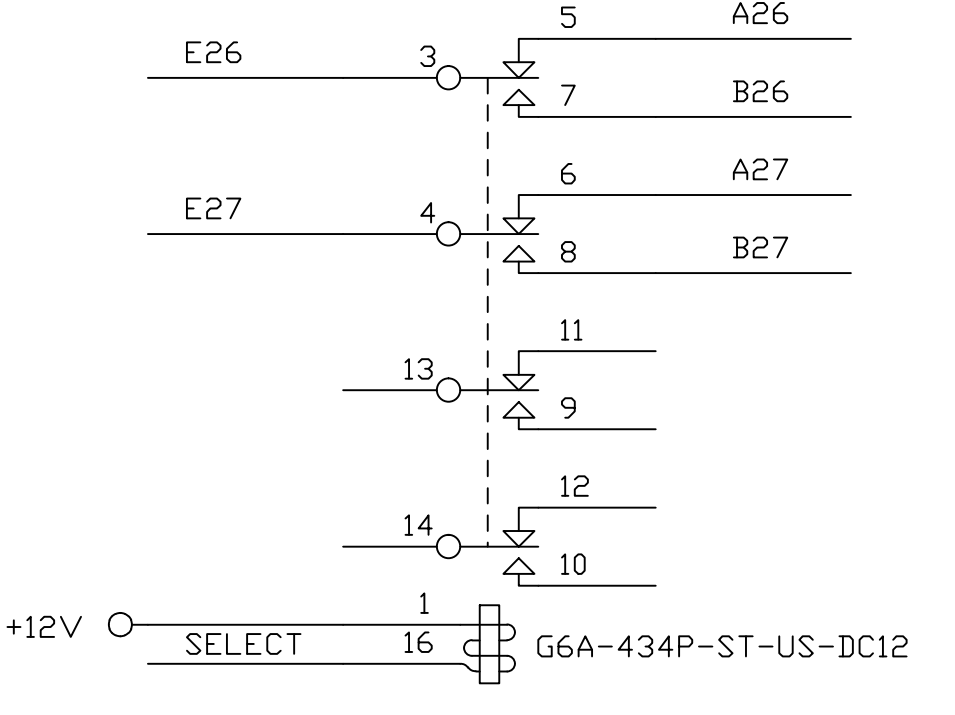 5 A26
E26 3
7 B26
6 A27
E27 4
8 B27
11
13
9
12
14
10
1
+12V
SELECT 16 G6A-434P-ST-US-DC12